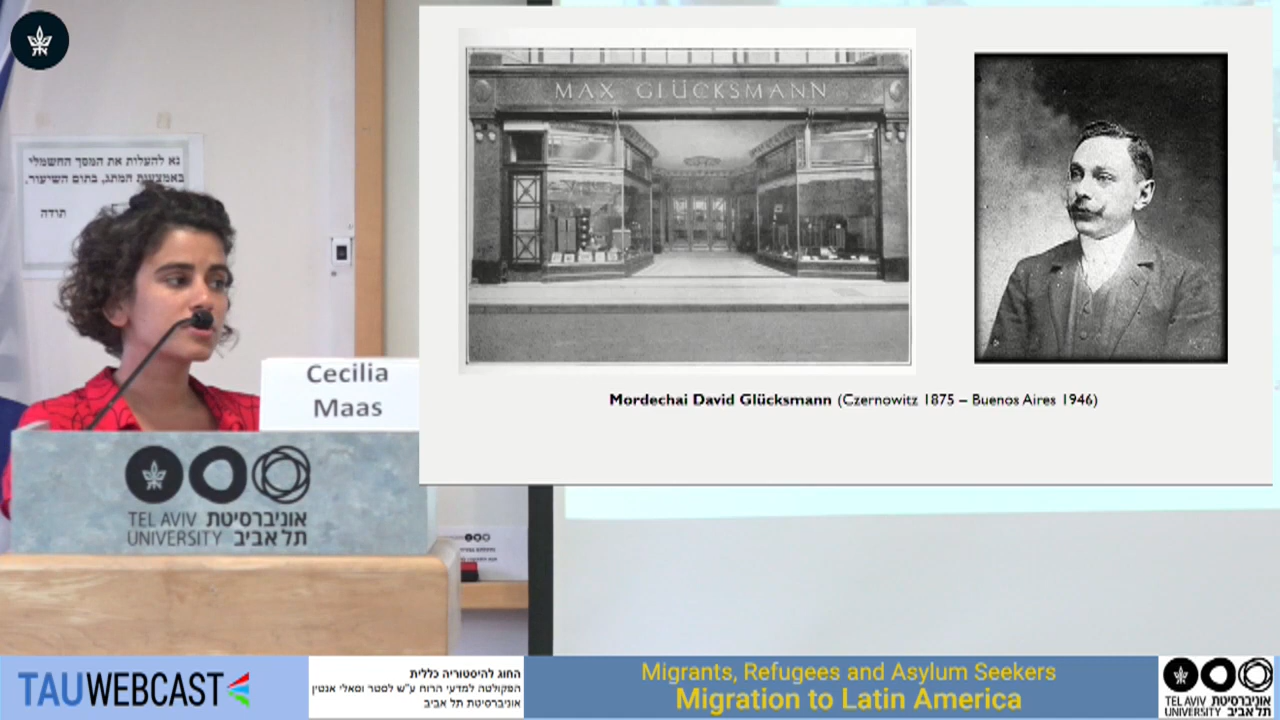 נא להעלות את המסך החשמלי
באמצעות המתג, בתום השיעור.
תודה
Cecilia
Maas
TEL AVIV אוניברסיטת
UNIVERSITY תל אביב
MAX GLÜCKSMANN
Mordechai David Glücksmann (Czernowitz 1875 – Buenos Aires 1946)
TAUWEBCAST
החוג להיסטוריה כללית
הפקולטה למדעי הרוח ע"ש לסטר וסאלי אנטין
אוניברסיטת תל אביב
Migrants, Refugees and Asylum Seekers
Migration to Latin America
TEL AVIV אוניברסיטת
UNIVERSITY תל אביב